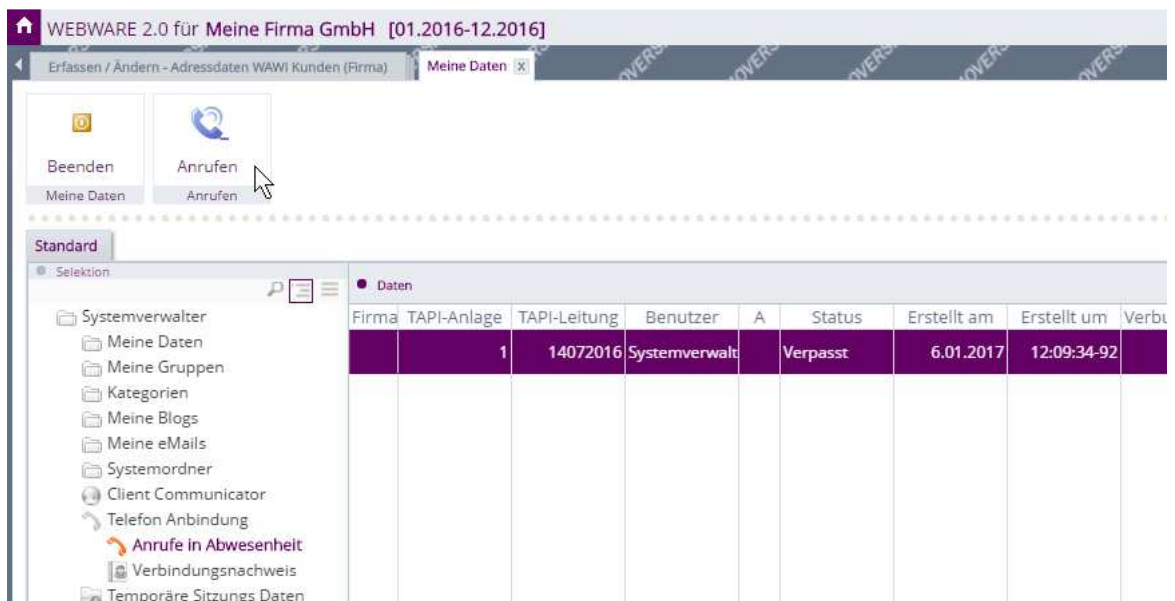 WEBWARE 2.0 für Meine Firma GmbH [01.2016-12.2016]
Erfassen / Ändern - Adressdaten WAWI Kunden (Firma) Meine Daten x
Beenden Anrufen
Meine Daten Anrufen
Standard
Selektion
Daten
Firma TAPI-Anlage TAPI-Leitung Benutzer A Status Erstellt am Erstellt um Verbu
1 14072016 Systemverwalt Verpasst 6.01.2017 12:09:34-92
Systemverwalter
Meine Daten
Meine Gruppen
Kategorien
Meine Blogs
Meine eMails
Systemordner
Client Communicator
Telefon Anbindung
Anrufe in Abwesenheit
Verbindungsnachweis
Temporäre Sitzungs Daten